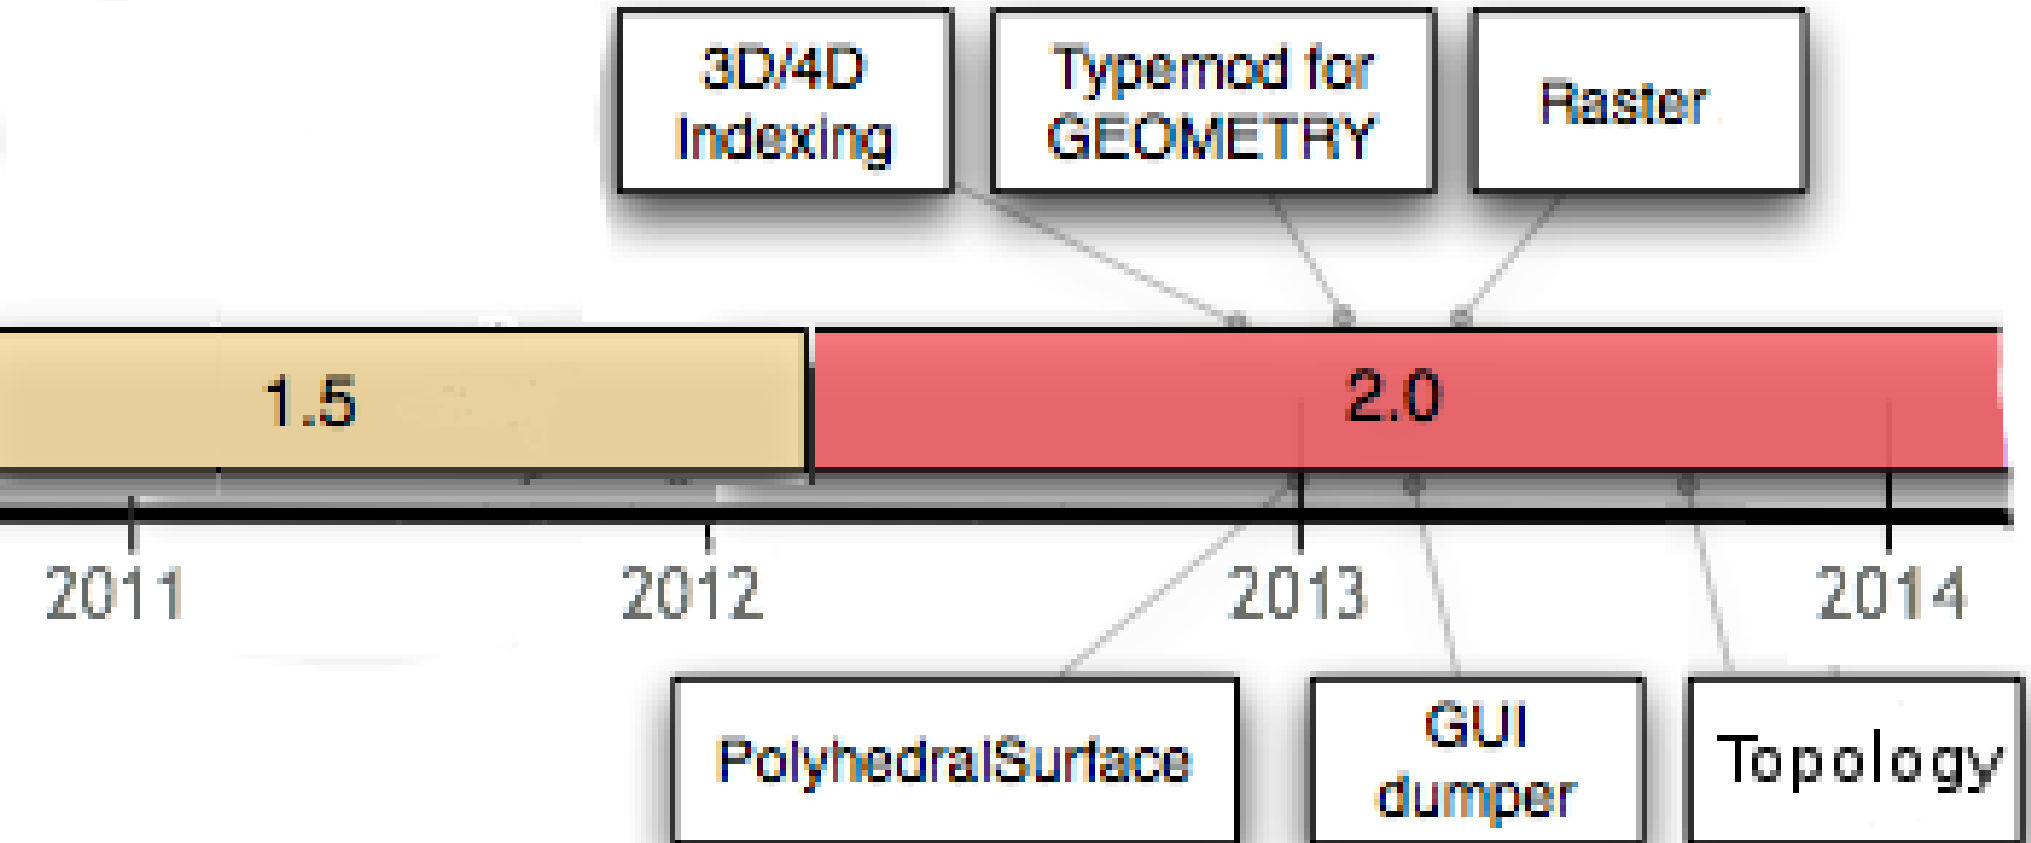 3D/4D
Indexing
Typemod for
GEOMETRY
Raster
1.5
2.0
2011
2012
2013
2014
PolyhedralSurface
GUI
dumper
Topology